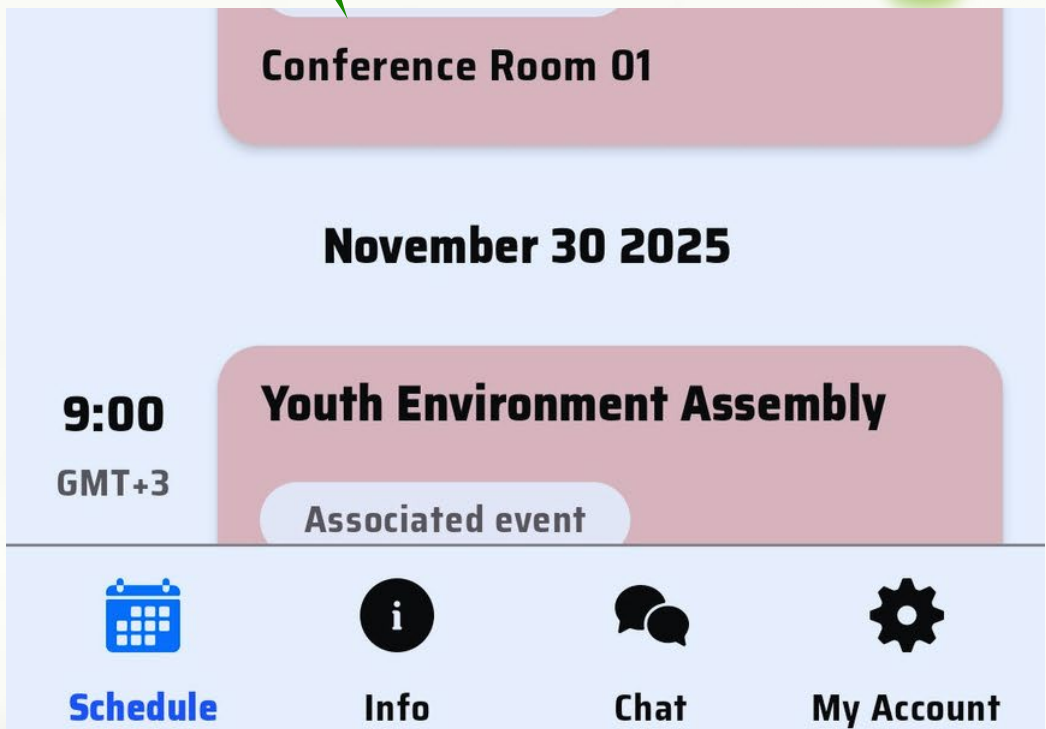 Conference Room 01
November 30 2025
9:00
GMT+3
Youth Environment Assembly
Associated event
Schedule
Info
Chat
My Account